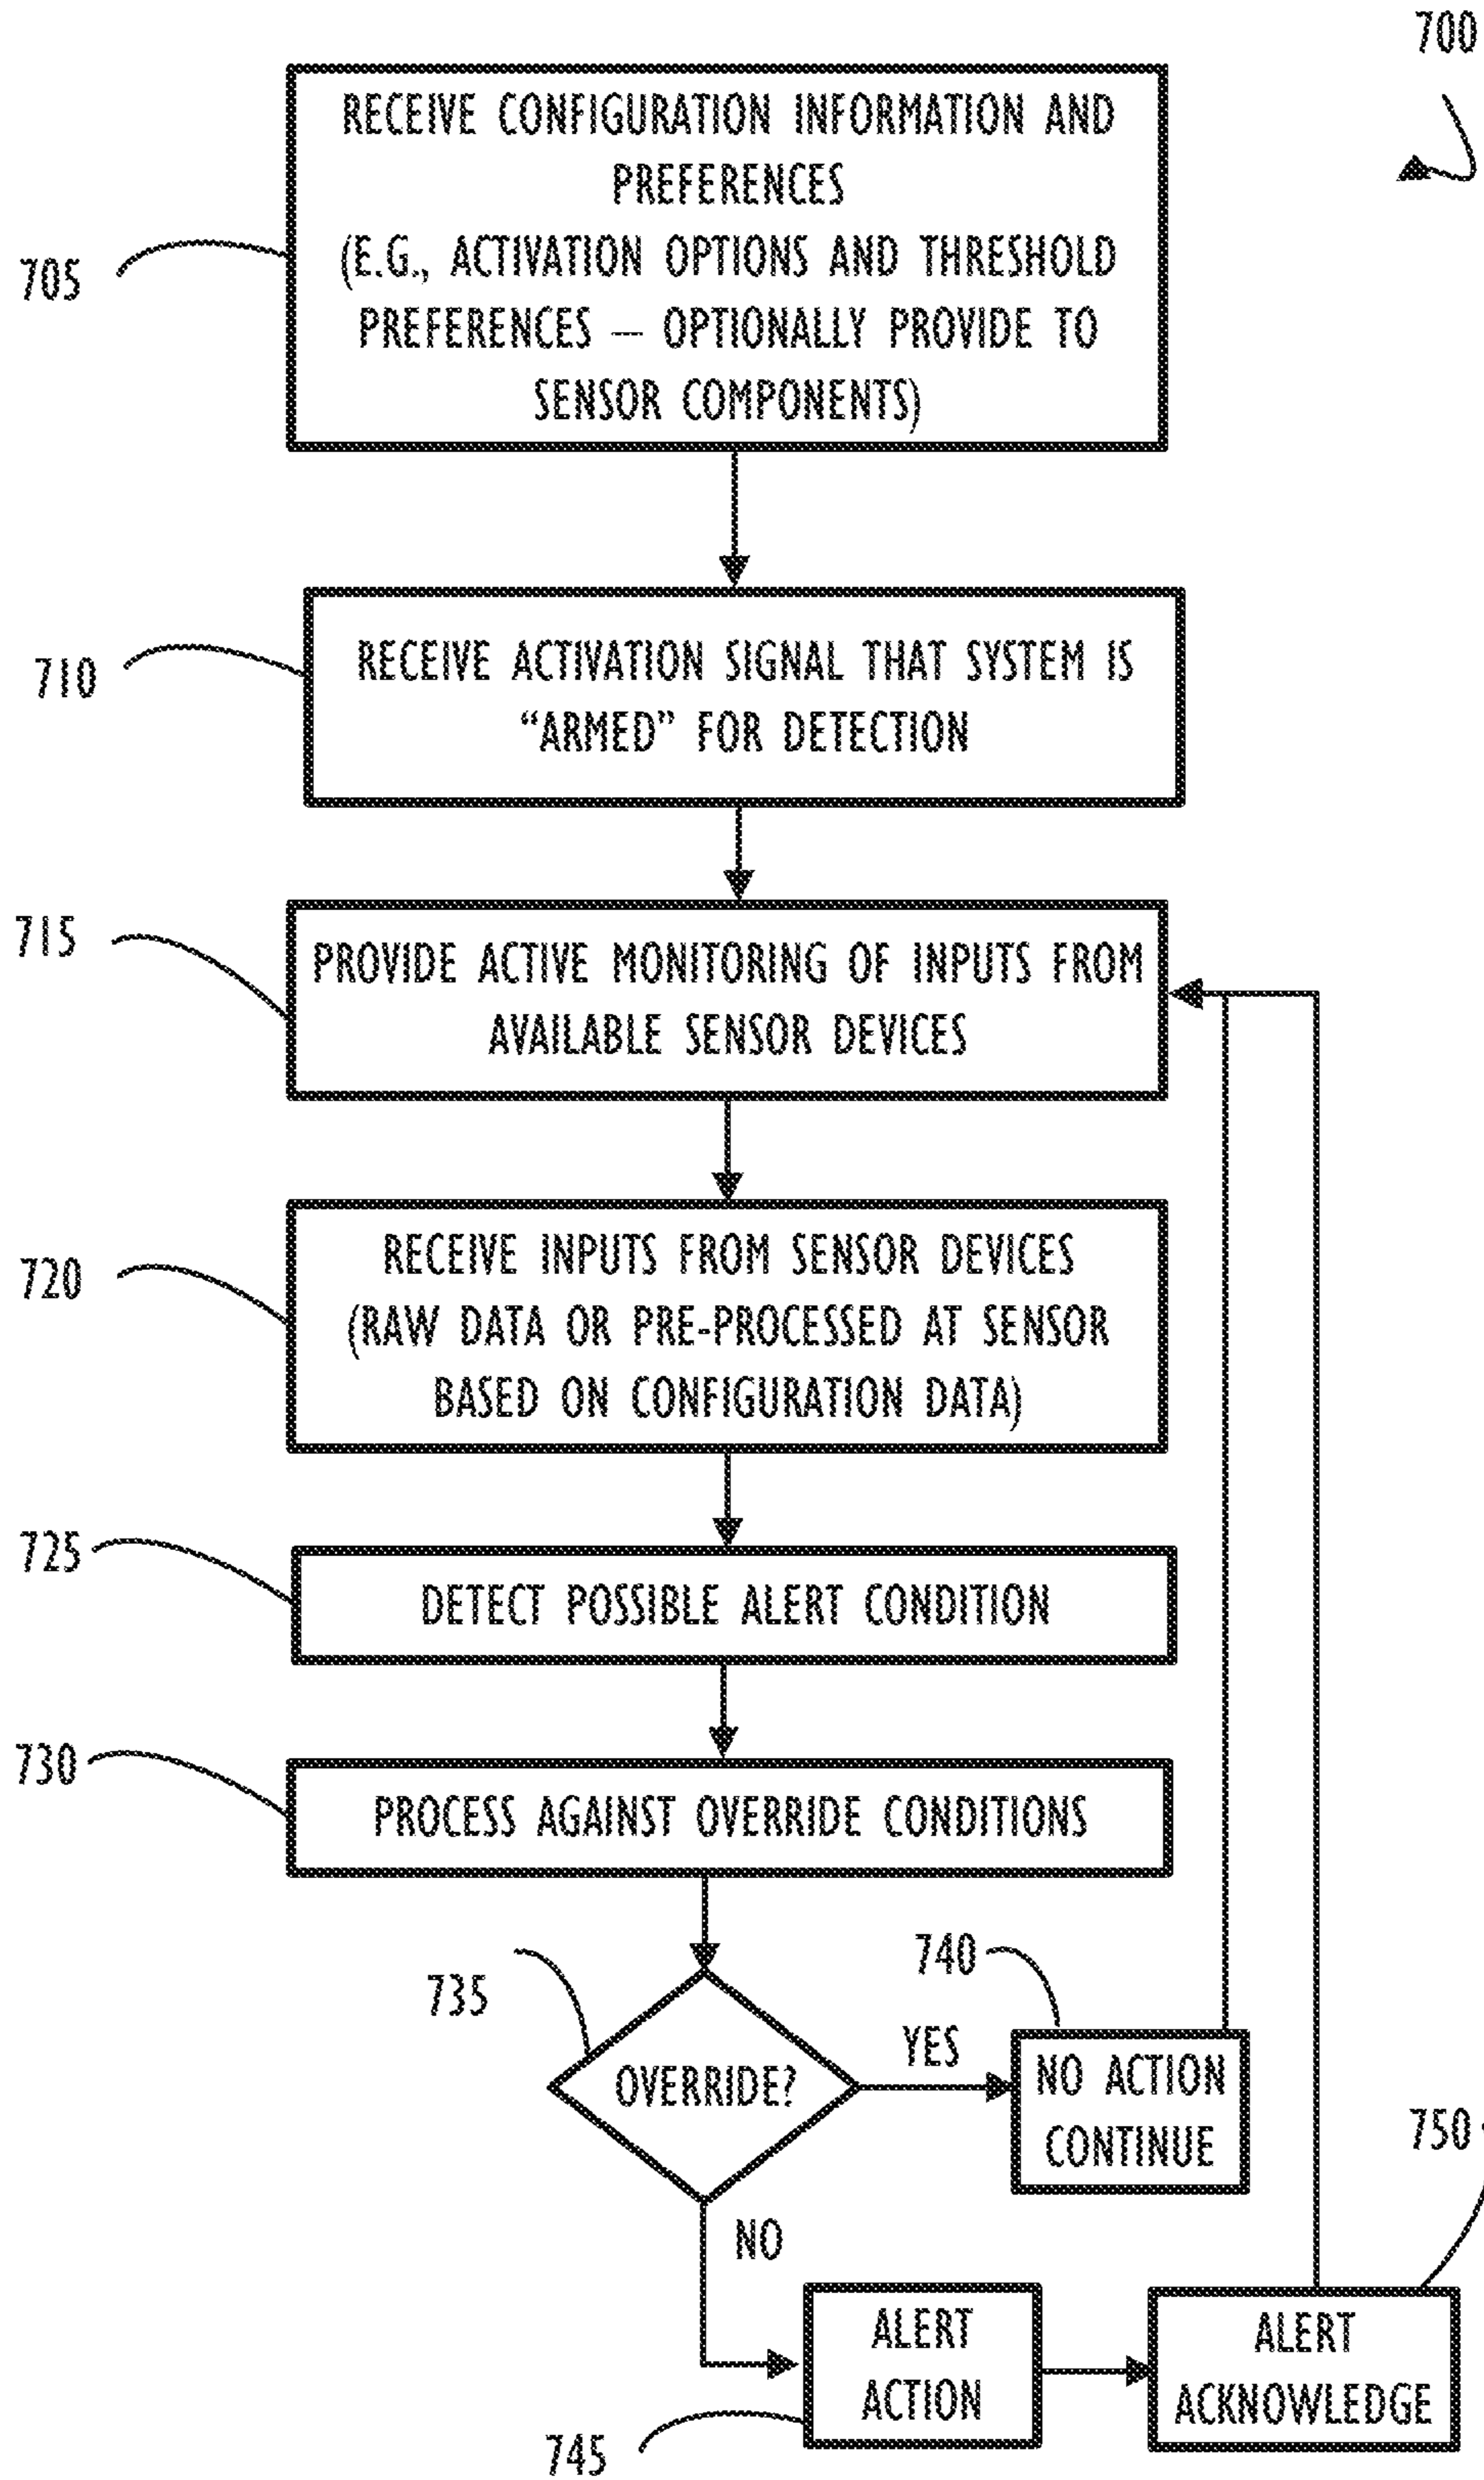 700
RECEIVE CONFIGURATION INFORMATION AND
PREFERENCES
(E.G., ACTIVATION OPTIONS AND THRESHOLD
PREFERENCES — OPTIONALLY PROVIDE TO
SENSOR COMPONENTS)
705
RECEIVE ACTIVATION SIGNAL THAT SYSTEM IS
“ARMED” FOR DETECTION
710
715
PROVIDE ACTIVE MONITORING OF INPUTS FROM
AVAILABLE SENSOR DEVICES
720
RECEIVE INPUTS FROM SENSOR DEVICES
(RAW DATA OR PRE-PROCESSED AT SENSOR
BASED ON CONFIGURATION DATA)
725
DETECT POSSIBLE ALERT CONDITION
730
PROCESS AGAINST OVERRIDE CONDITIONS
735
OVERRIDE?
YES
740
NO ACTION
CONTINUE
NO
745
ALERT
ACTION
750
ALERT
ACKNOWLEDGE